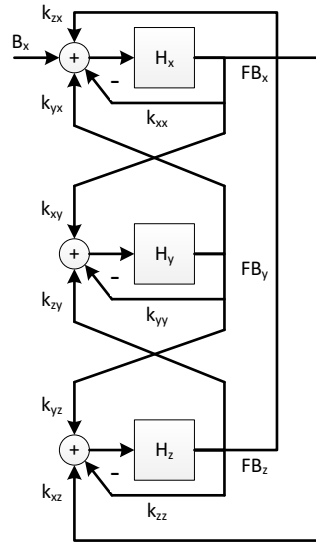 k_zx
B_x
+
H_x
FB_x
-
k_yx
k_xx
k_xy
+
H_y
FB_y
-
k_zy
k_yy
k_yz
+
H_z
FB_z
-
k_xz
k_zz